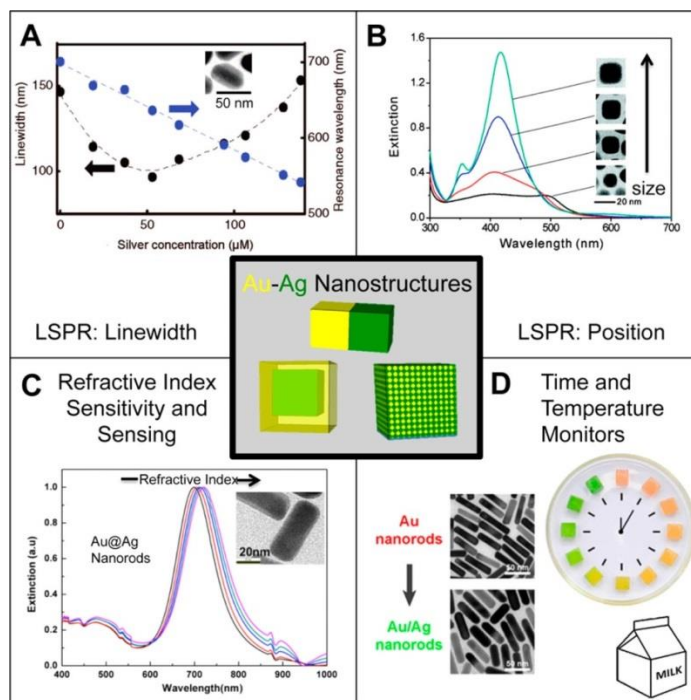 A
150
100
Linewidth (nm)
50 nm
700
600
500
Resonance wavelength (nm)
0
50
100
Silver concentration (µM)
LSPR: Linewidth
B
1.6
1.2
0.8
0.4
0.0
Extinction
size
20 nm
300
400
500
600
700
Wavelength (nm)
LSPR: Position
Au-Ag Nanostructures
C
Refractive Index
Sensitivity and
Sensing
Refractive Index
Au@Ag
Nanorods
20nm
1.0
0.8
0.6
0.4
0.2
0.0
Extinction (a.u)
400
500
600
700
800
900
1000
Wavelength(nm)
D
Time and
Temperature
Monitors
Au
nanorods
50 nm
Au/Ag
nanorods
50 nm
MILK